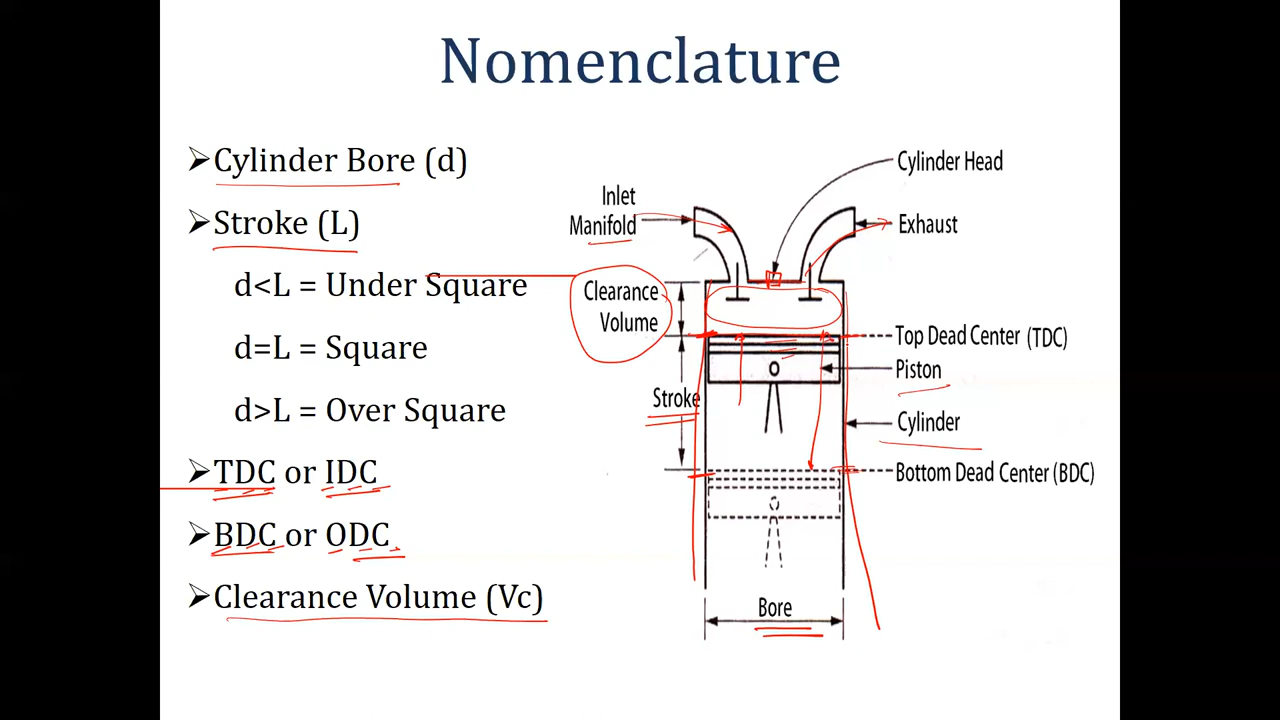 Nomenclature
➢Cylinder Bore (d)
➢Stroke (L)
d<L = Under Square
d=L = Square
d>L = Over Square
➢TDC or IDC
➢BDC or ODC
➢Clearance Volume (Vc)
Cylinder Head
Inlet
Manifold
Exhaust
Clearance
Volume
Top Dead Center (TDC)
Piston
Stroke
Cylinder
Bottom Dead Center (BDC)
Bore